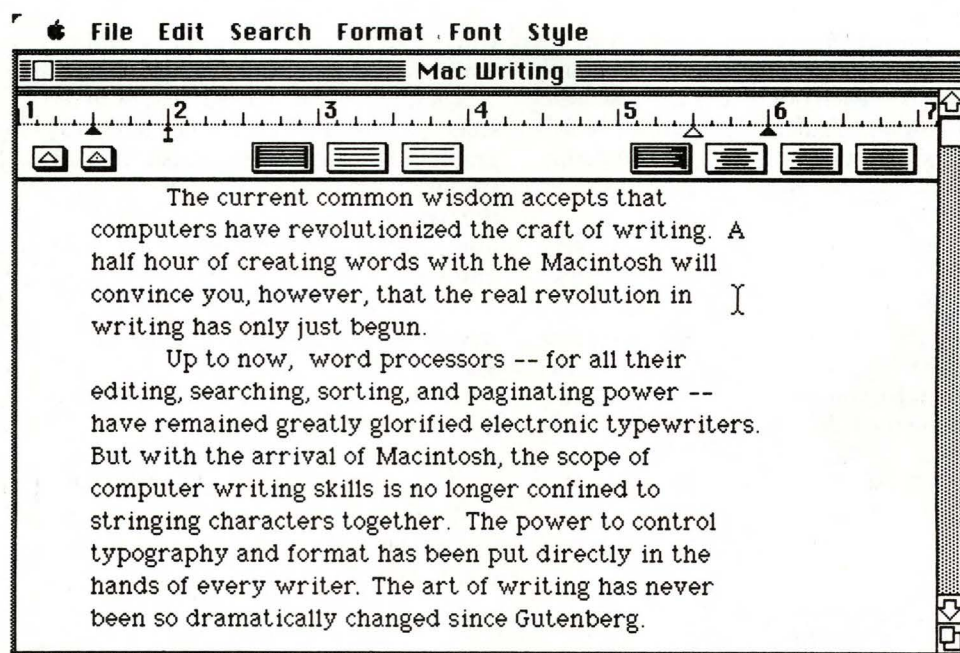 File Edit Search Format Font Style
Mac Writing
1 2 3 4 5 6 7
The current common wisdom accepts that
computers have revolutionized the craft of writing.  A
half hour of creating words with the Macintosh will
convince you, however, that the real revolution in
writing has only just begun.
Up to now,  word processors -- for all their
editing, searching, sorting, and paginating power --
have remained greatly glorified electronic typewriters.
But with the arrival of Macintosh, the scope of
computer writing skills is no longer confined to
stringing characters together.  The power to control
typography and format has been put directly in the
hands of every writer. The art of writing has never
been so dramatically changed since Gutenberg.